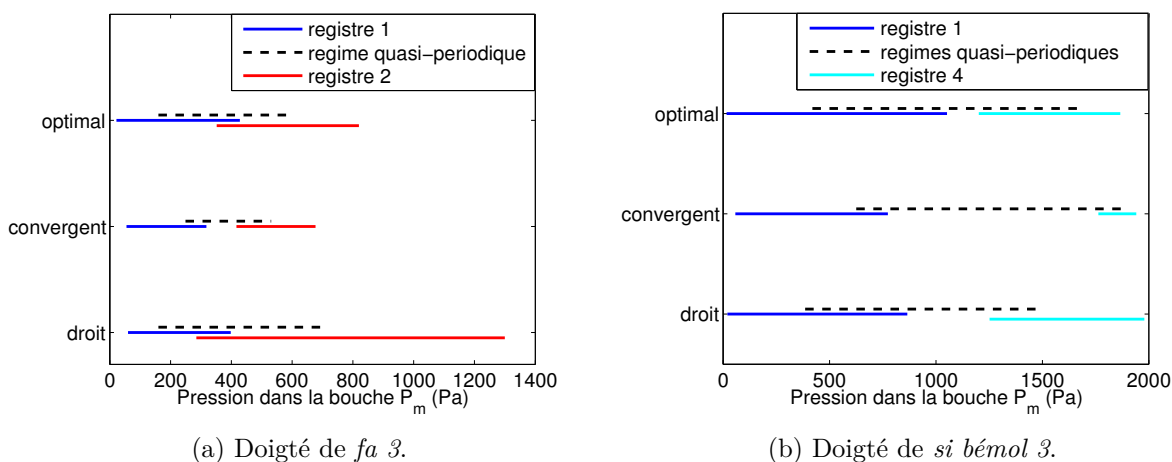 registre 1
regime quasi-periodique
registre 2
optimal
convergent
droit
0 200 400 600 800 1000 1200 1400
Pression dans la bouche P_m (Pa)
(a) Doigté de fa 3.
registre 1
regimes quasi-periodiques
registre 4
optimal
convergent
droit
0 500 1000 1500 2000
Pression dans la bouche P_m (Pa)
(b) Doigté de si bémol 3.